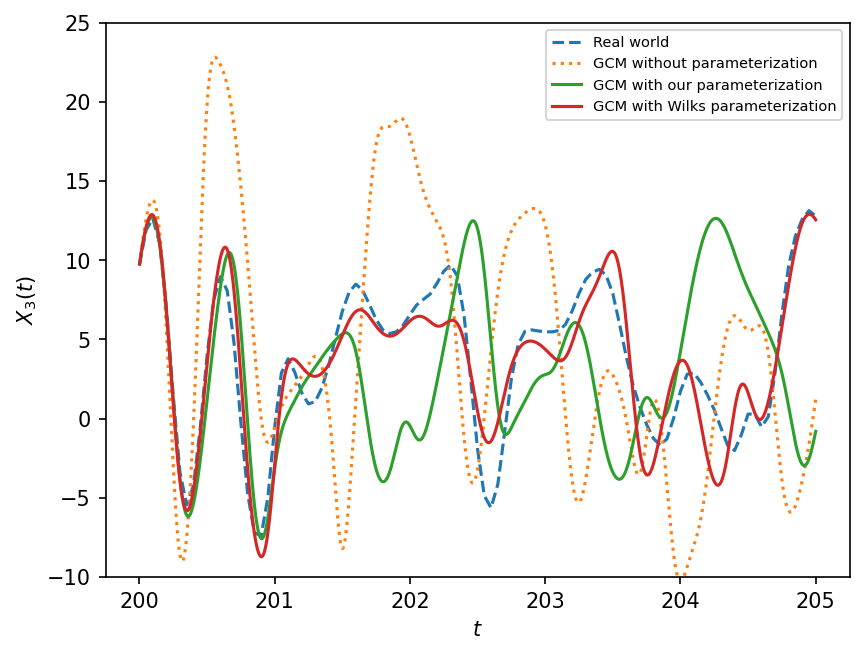 25
20
15
10
5
0
−5
−10
X₃(t)
200
201
202
203
204
205
t
Real world
GCM without parameterization
GCM with our parameterization
GCM with Wilks parameterization